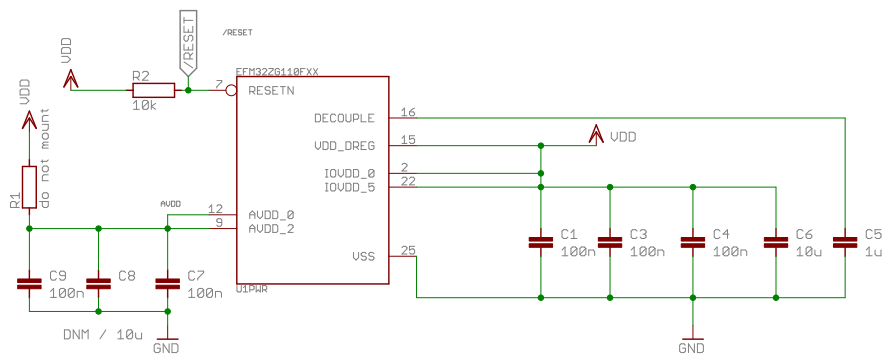 /RESET
/RESET
VDD
R2
10k
EFM32ZG110FXX
7
RESETN
VDD
R1
do not mount
DECOUPLE
16
VDD_DREG
15
VDD
IOVDD_0
2
IOVDD_5
22
AVDD
12
AVDD_0
9
AVDD_2
VSS
25
C1
100n
C3
100n
C4
100n
C6
10u
C5
1u
C9
100n
C8
C7
100n
U1PWR
DNM / 10u
GND
GND